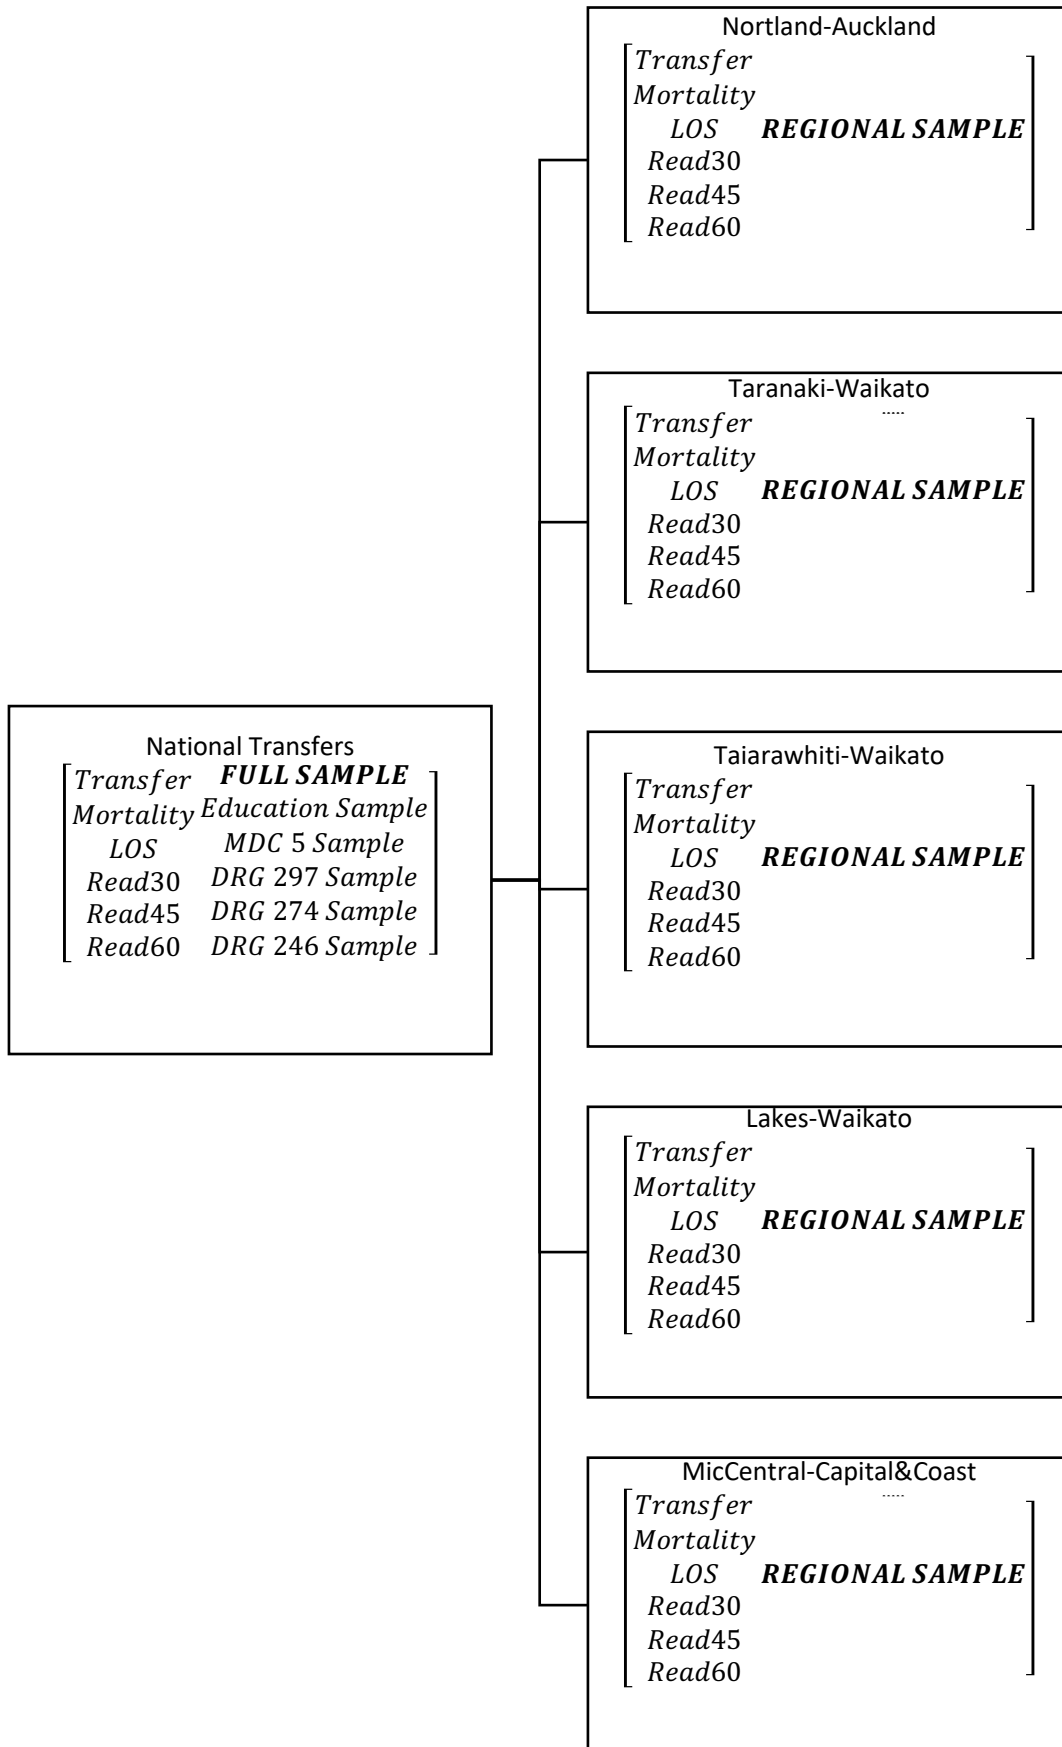 Nortland-Auckland
Transfer
Mortality
LOS REGIONAL SAMPLE
Read30
Read45
Read60
Taranaki-Waikato
Transfer
Mortality
LOS REGIONAL SAMPLE
Read30
Read45
Read60
National Transfers
Transfer FULL SAMPLE
Mortality Education Sample
LOS MDC 5 Sample
Read30 DRG 297 Sample
Read45 DRG 274 Sample
Read60 DRG 246 Sample
Taiarawhiti-Waikato
Transfer
Mortality
LOS REGIONAL SAMPLE
Read30
Read45
Read60
Lakes-Waikato
Transfer
Mortality
LOS REGIONAL SAMPLE
Read30
Read45
Read60
MicCentral-Capital&Coast
Transfer
Mortality
LOS REGIONAL SAMPLE
Read30
Read45
Read60